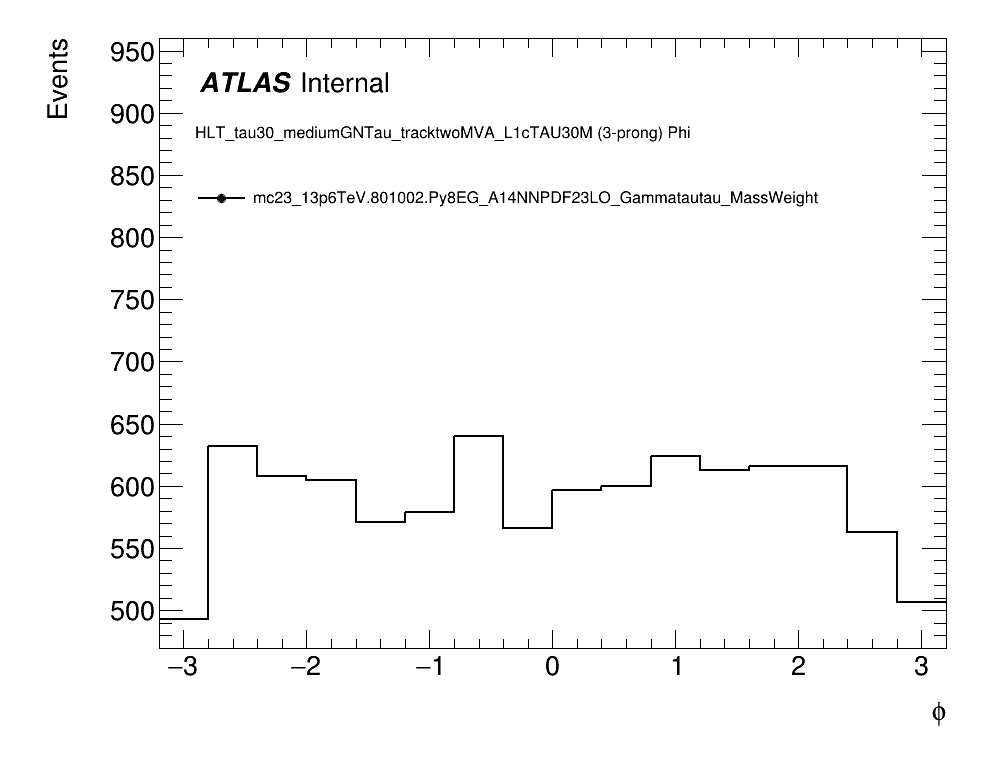 Events
950
900
850
800
750
700
650
600
550
500
ATLAS Internal
HLT_tau30_mediumGNTau_tracktwoMVA_L1cTAU30M (3-prong) Phi
mc23_13p6TeV.801002.Py8EG_A14NNPDF23LO_Gammatautau_MassWeight
−3 −2 −1 0 1 2 3
ϕ